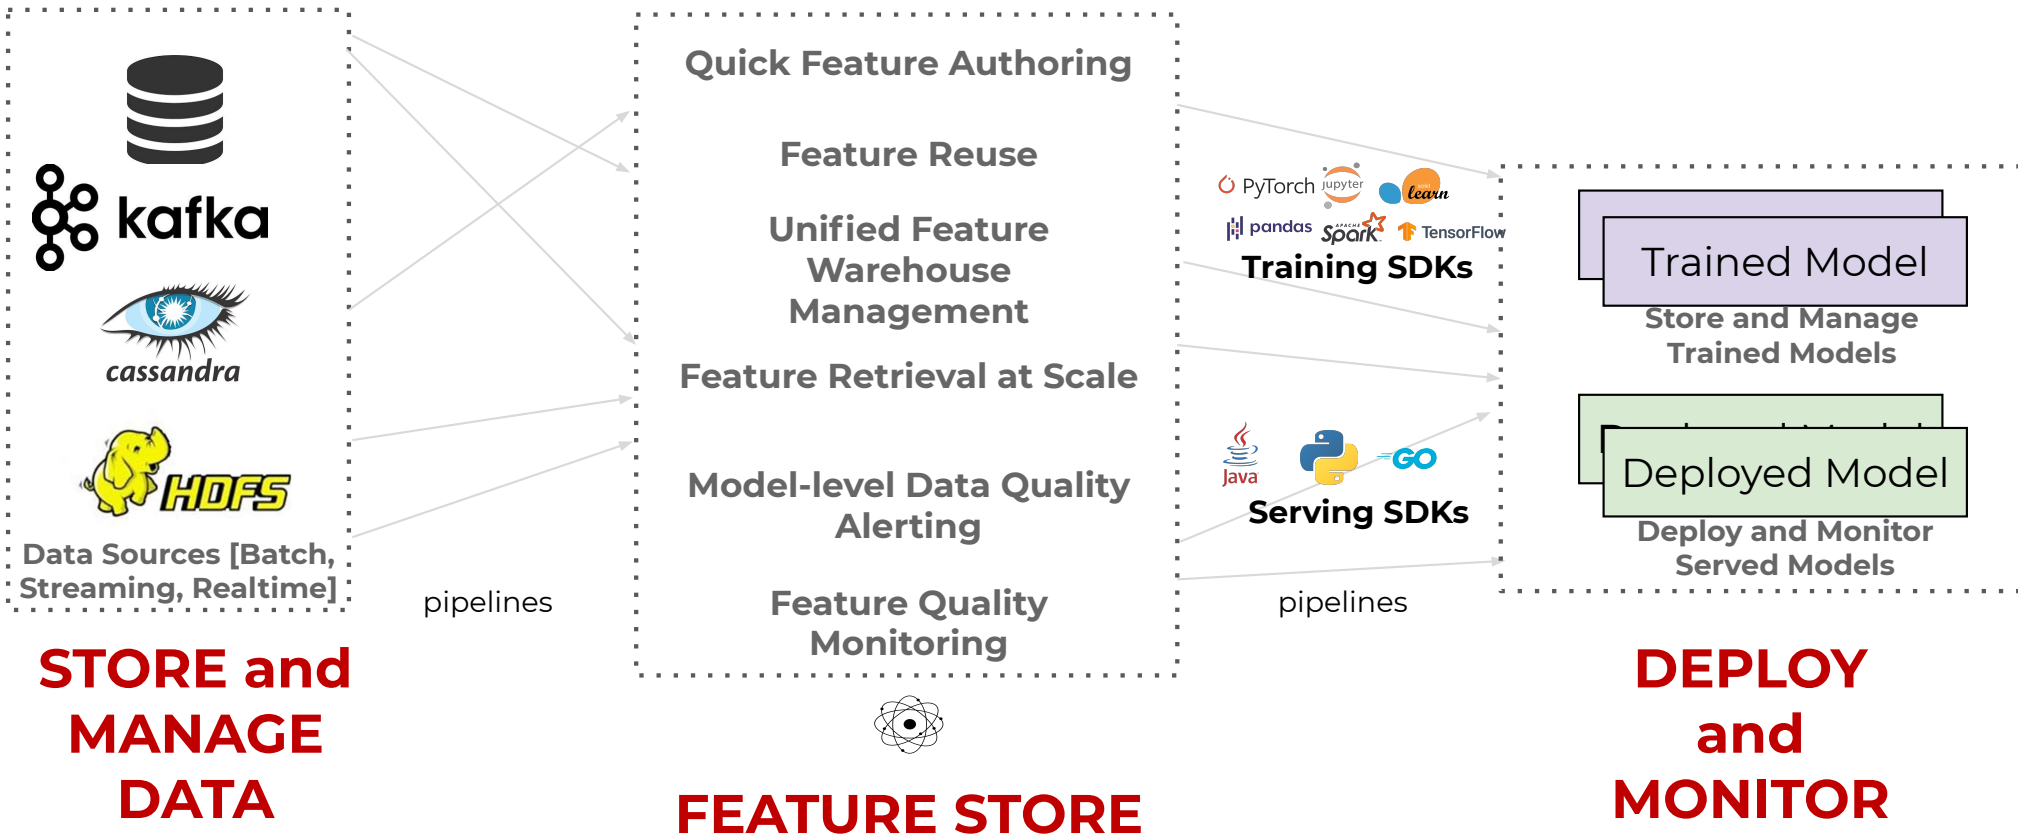 kafka
cassandra
HDFS
Data Sources [Batch,
Streaming, Realtime]
STORE and
MANAGE
DATA
pipelines
Quick Feature Authoring
Feature Reuse
Unified Feature
Warehouse
Management
Feature Retrieval at Scale
Model-level Data Quality
Alerting
Feature Quality
Monitoring
FEATURE STORE
PyTorch
Jupyter
scikit
learn
pandas
APACHE
Spark
TensorFlow
Training SDKs
Java
GO
Serving SDKs
pipelines
Trained Model
Store and Manage
Trained Models
Deployed Model
Deploy and Monitor
Served Models
DEPLOY
and
MONITOR